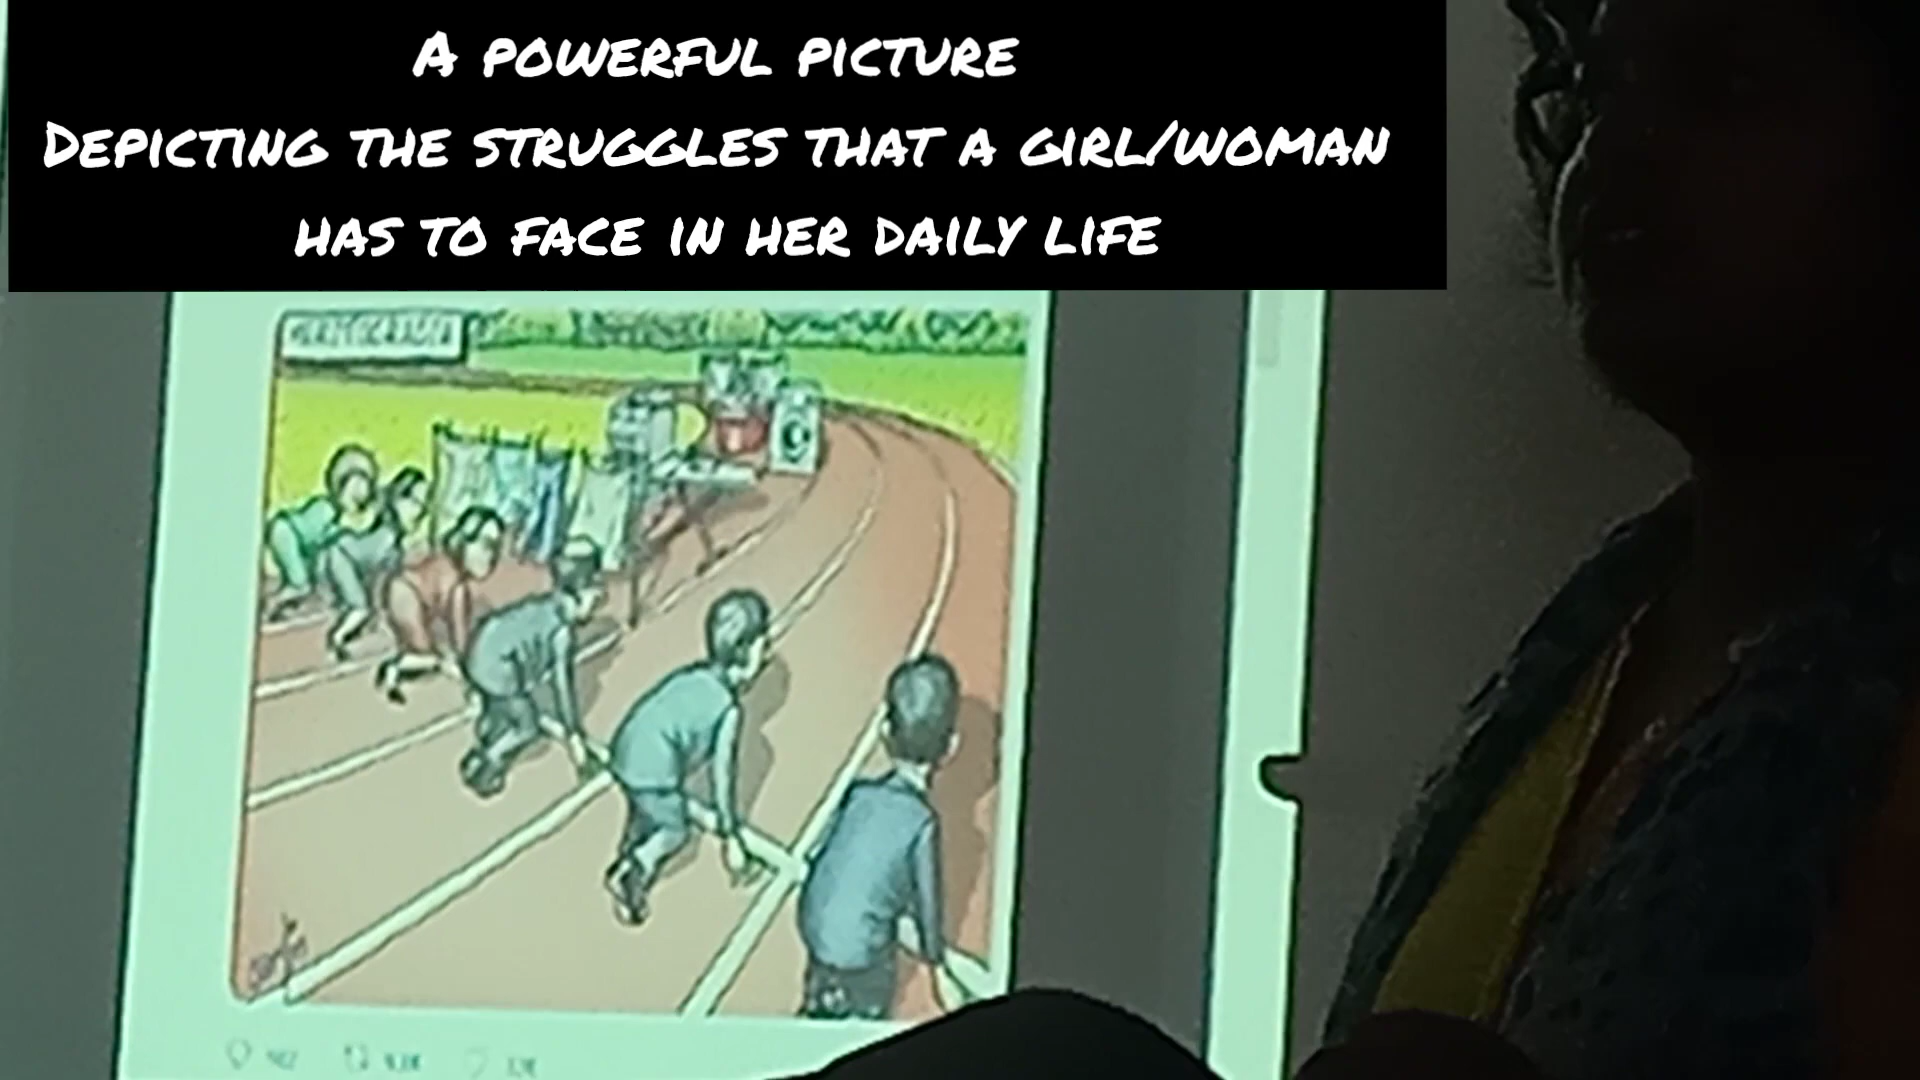 A POWERFUL PICTURE
DEPICTING THE STRUGGLES THAT A GIRL/WOMAN
HAS TO FACE IN HER DAILY LIFE